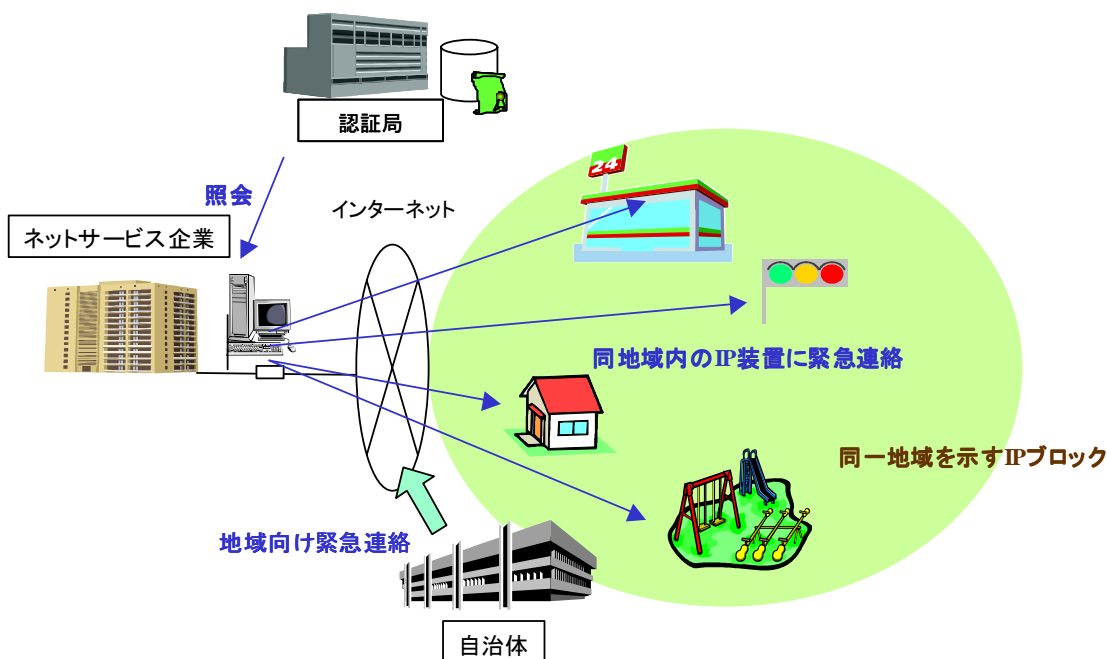 認証局
照会
インターネット
ネットサービス企業
24
同地域内のIP装置に緊急連絡
同一地域を示すIPブロック
地域向け緊急連絡
自治体